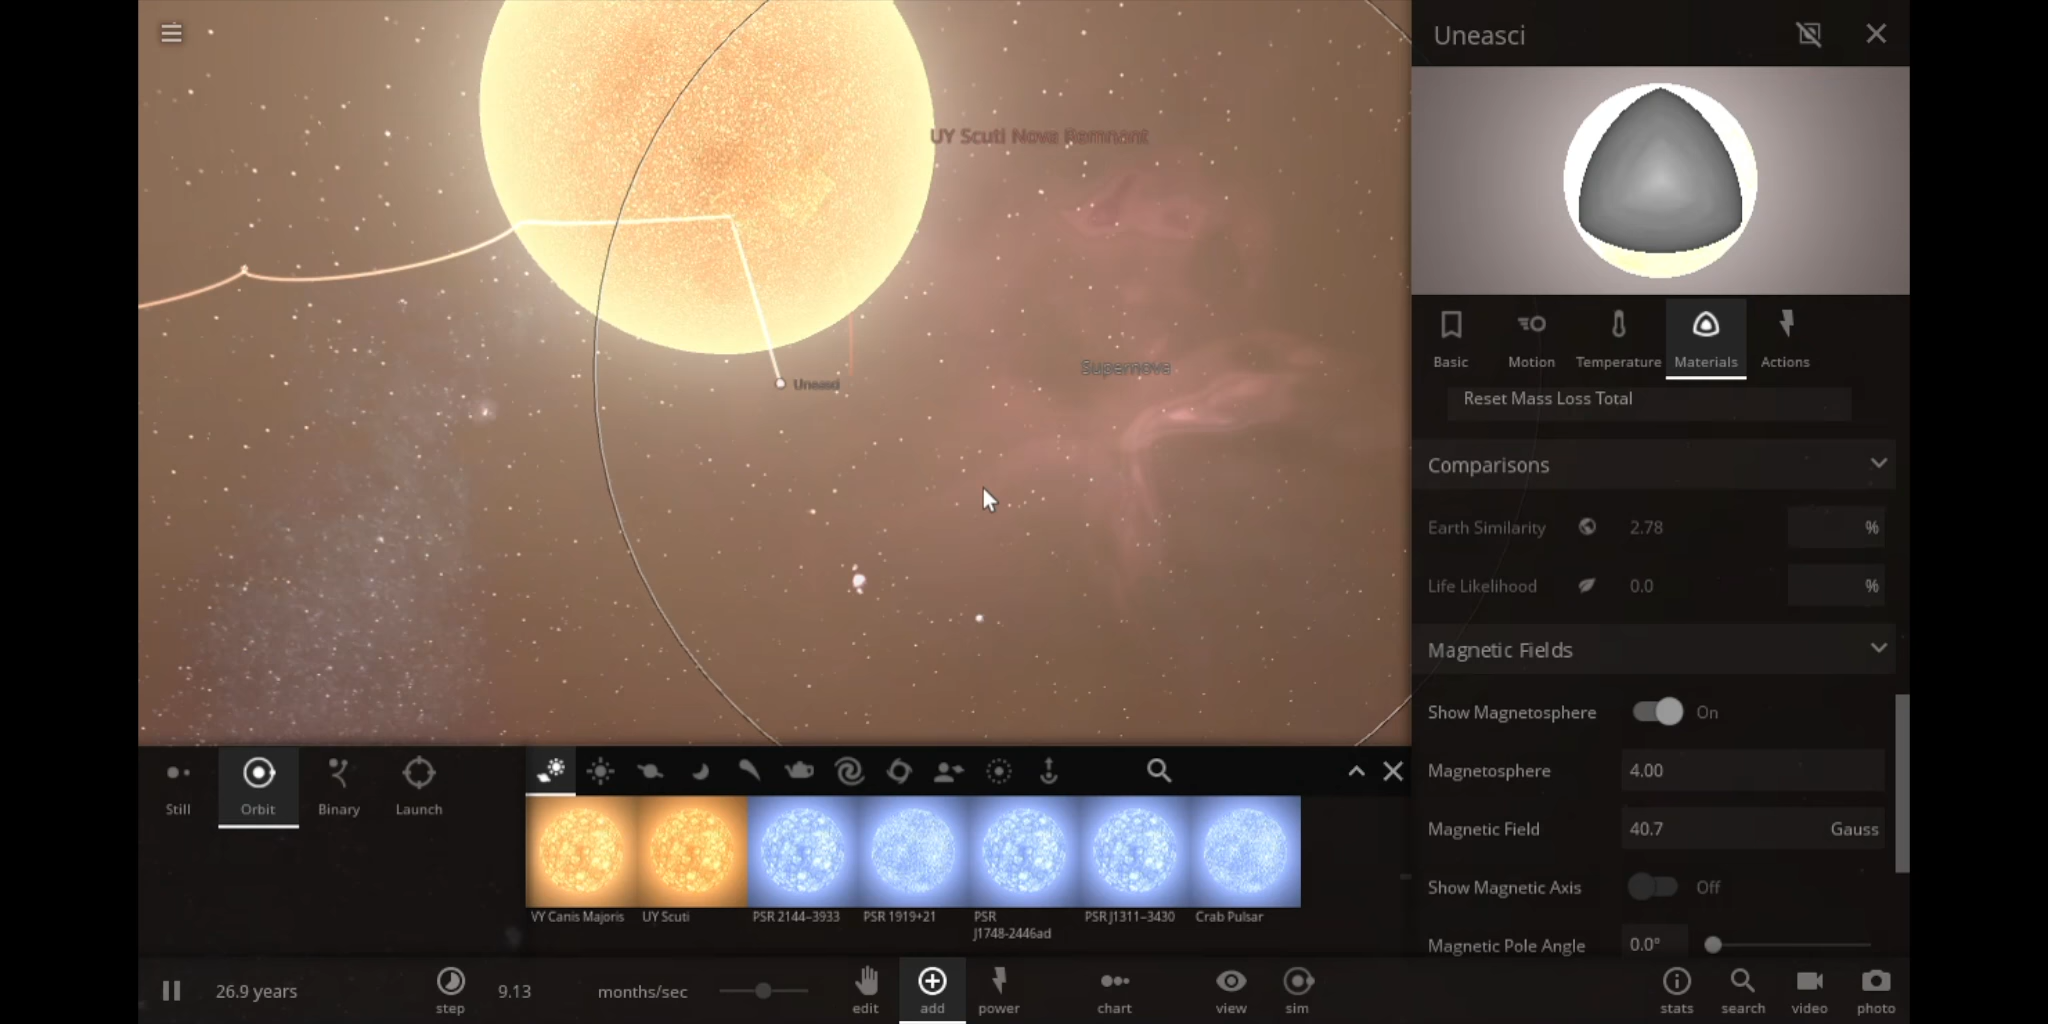 Uneasci
UY Scuti Nova Remnant
Supernova
Uneasci
Basic
Motion
Temperature
Materials
Actions
Reset Mass Loss Total
Comparisons
Earth Similarity 2.78 %
Life Likelihood 0.0 %
Magnetic Fields
Show Magnetosphere On
Magnetosphere 4.00
Magnetic Field 40.7 Gauss
Show Magnetic Axis Off
Magnetic Pole Angle 0.0°
Still
Orbit
Binary
Launch
VY Canis Majoris
UY Scuti
PSR 2144-3933
PSR 1919+21
PSR
J1748-2446ad
PSR J1311-3430
Crab Pulsar
26.9 years
step
9.13 months/sec
edit
add
power
chart
view
sim
stats
search
video
photo